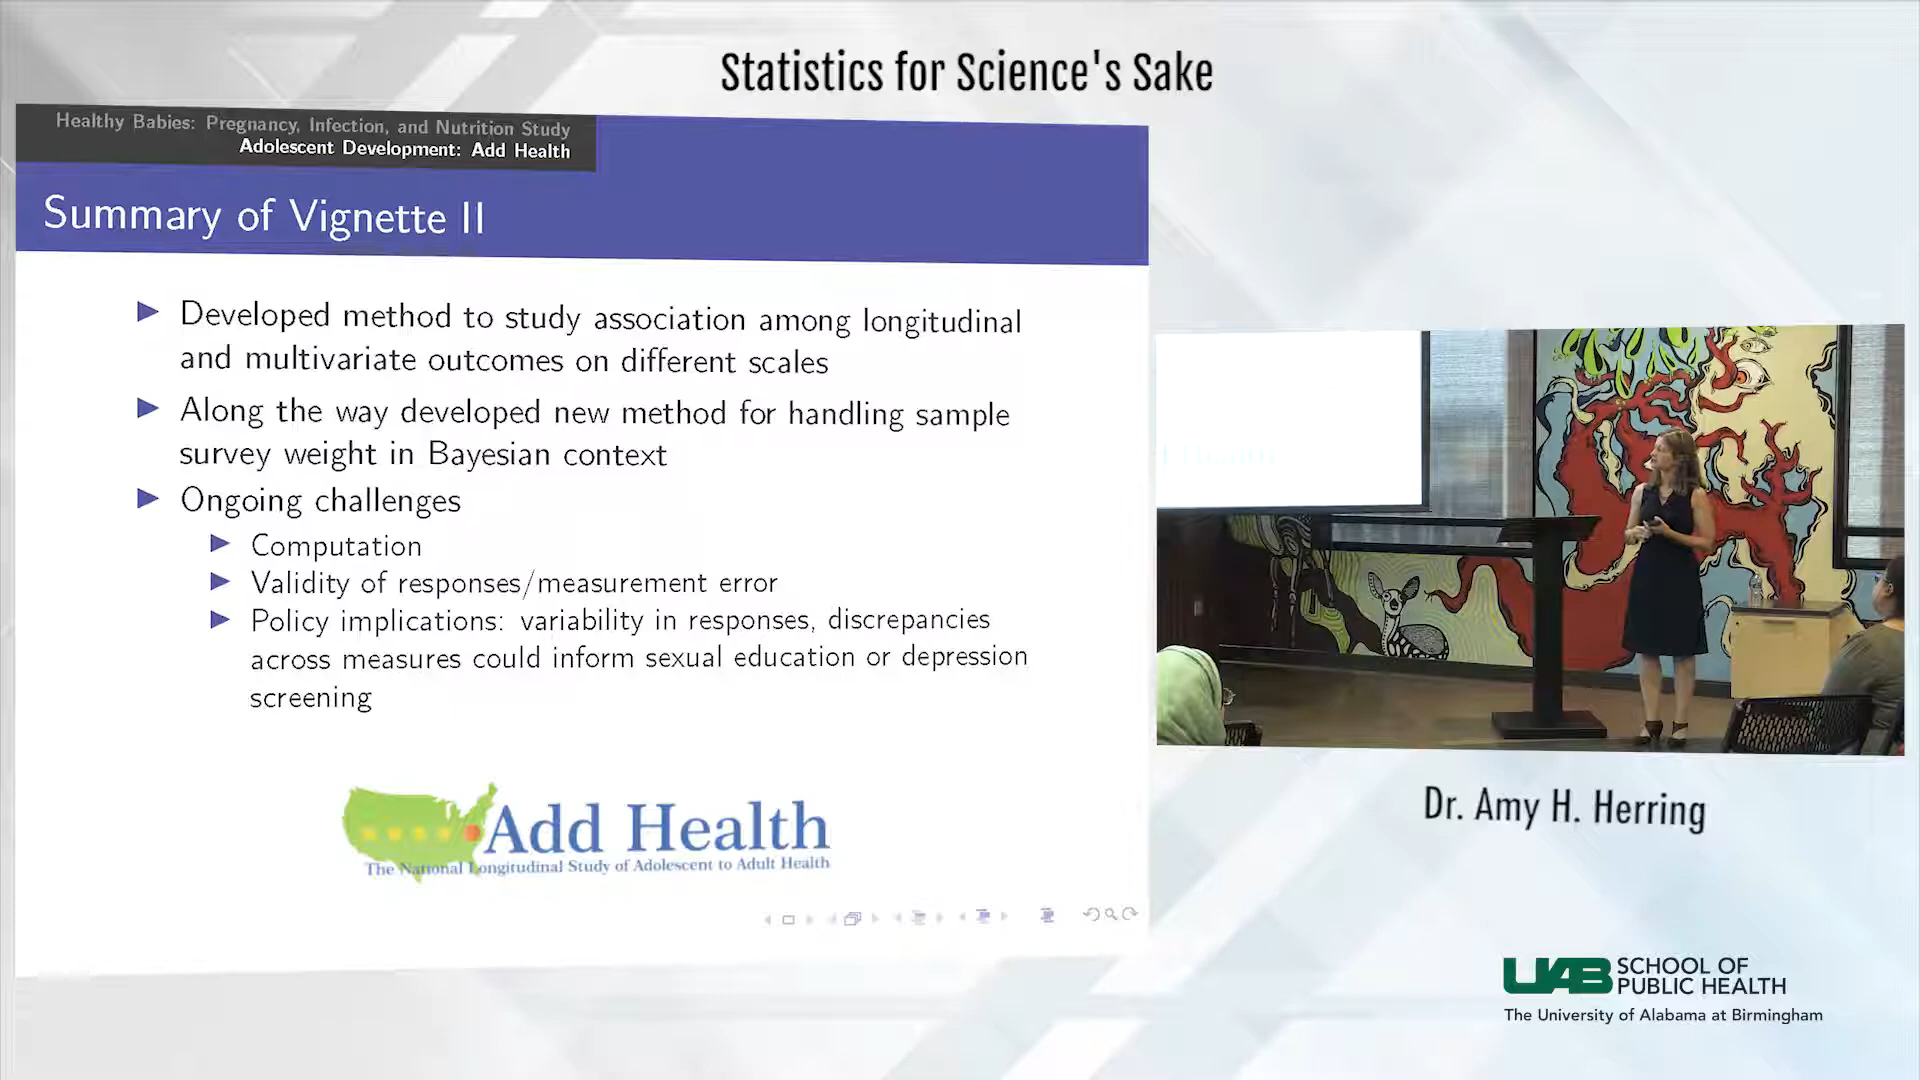 Statistics for Science's Sake
Healthy Babies: Pregnancy, Infection, and Nutrition Study
Adolescent Development: Add Health
Summary of Vignette II
Developed method to study association among longitudinal
and multivariate outcomes on different scales
Along the way developed new method for handling sample
survey weight in Bayesian context
Ongoing challenges
Computation
Validity of responses/measurement error
Policy implications: variability in responses, discrepancies
across measures could inform sexual education or depression
screening
Add Health
The National Longitudinal Study of Adolescent to Adult Health
Dr. Amy H. Herring
UAB SCHOOL OF
PUBLIC HEALTH
The University of Alabama at Birmingham